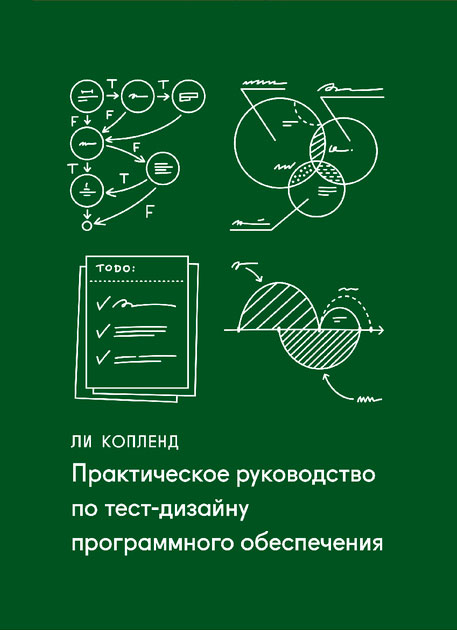 T T
F F
F
T
T
F
TODO:
ЛИ КОПЛЕНД
Практическое руководство
по тест-дизайну
программного обеспечения